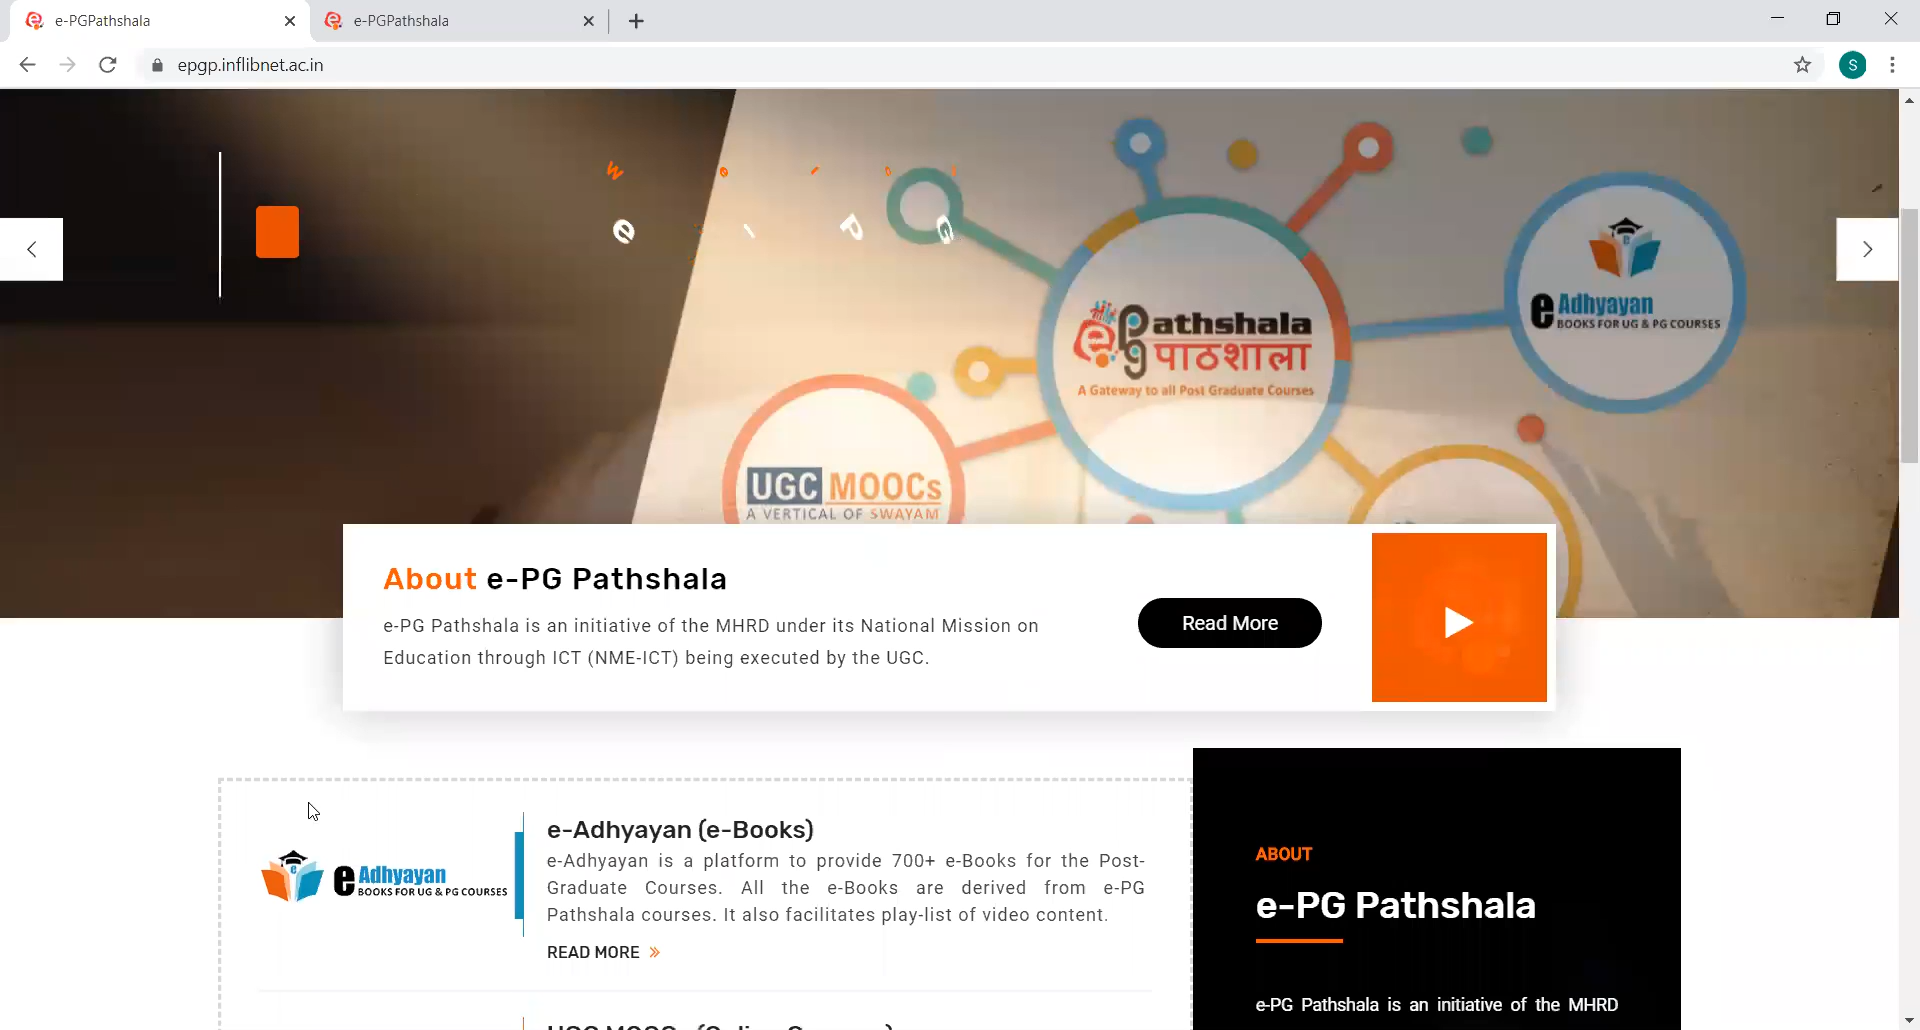 e-PGPathshala
e-PGPathshala
epgp.inflibnet.ac.in
S
W e
e P G
ePg Pathshala
पाठशाला
A Gateway to all Post Graduate Courses
e Adhyayan
BOOKS FOR UG & PG COURSES
UGC MOOCs
A VERTICAL OF SWAYAM
About e-PG Pathshala
e-PG Pathshala is an initiative of the MHRD under its National Mission on
Education through ICT (NME-ICT) being executed by the UGC.
Read More
e Adhyayan
BOOKS FOR UG & PG COURSES
e-Adhyayan (e-Books)
e-Adhyayan is a platform to provide 700+ e-Books for the Post-
Graduate Courses. All the e-Books are derived from e-PG
Pathshala courses. It also facilitates play-list of video content.
READ MORE »
ABOUT
e-PG Pathshala
e-PG Pathshala is an initiative of the MHRD